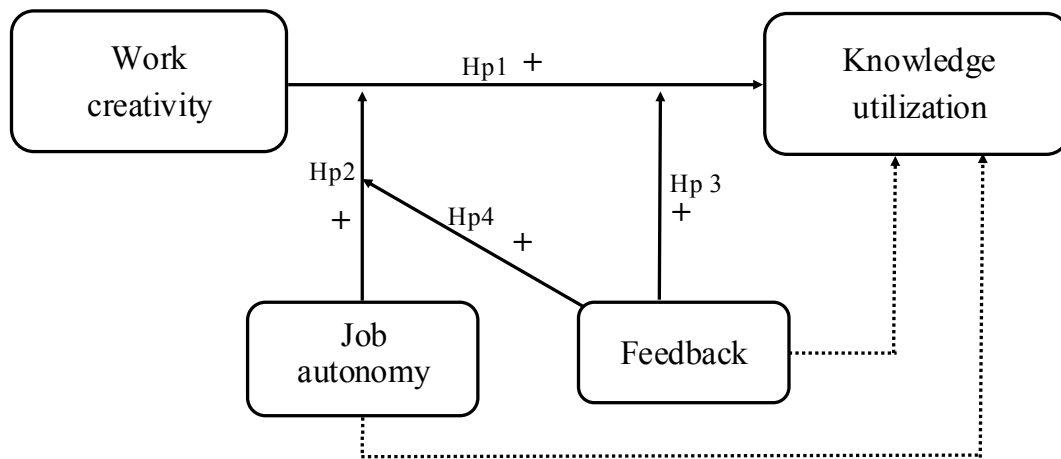 Work
creativity
Hp1 +
Knowledge
utilization
Hp2
+
Hp4
+
Hp 3
+
Job
autonomy
Feedback